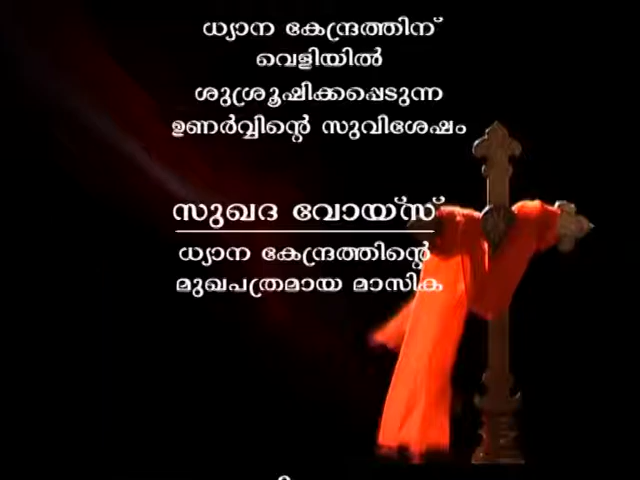 ധ്യാന കേന്ദ്രത്തിന്
വെളിയിൽ
ശുശ്രൂഷിക്കപ്പെടുന്ന
ഉണർവ്വിന്റെ സുവിശേഷം
സുഖദ വോയ്സ്
ധ്യാന കേന്ദ്രത്തിന്റെ
മുഖപത്രമായ മാസിക